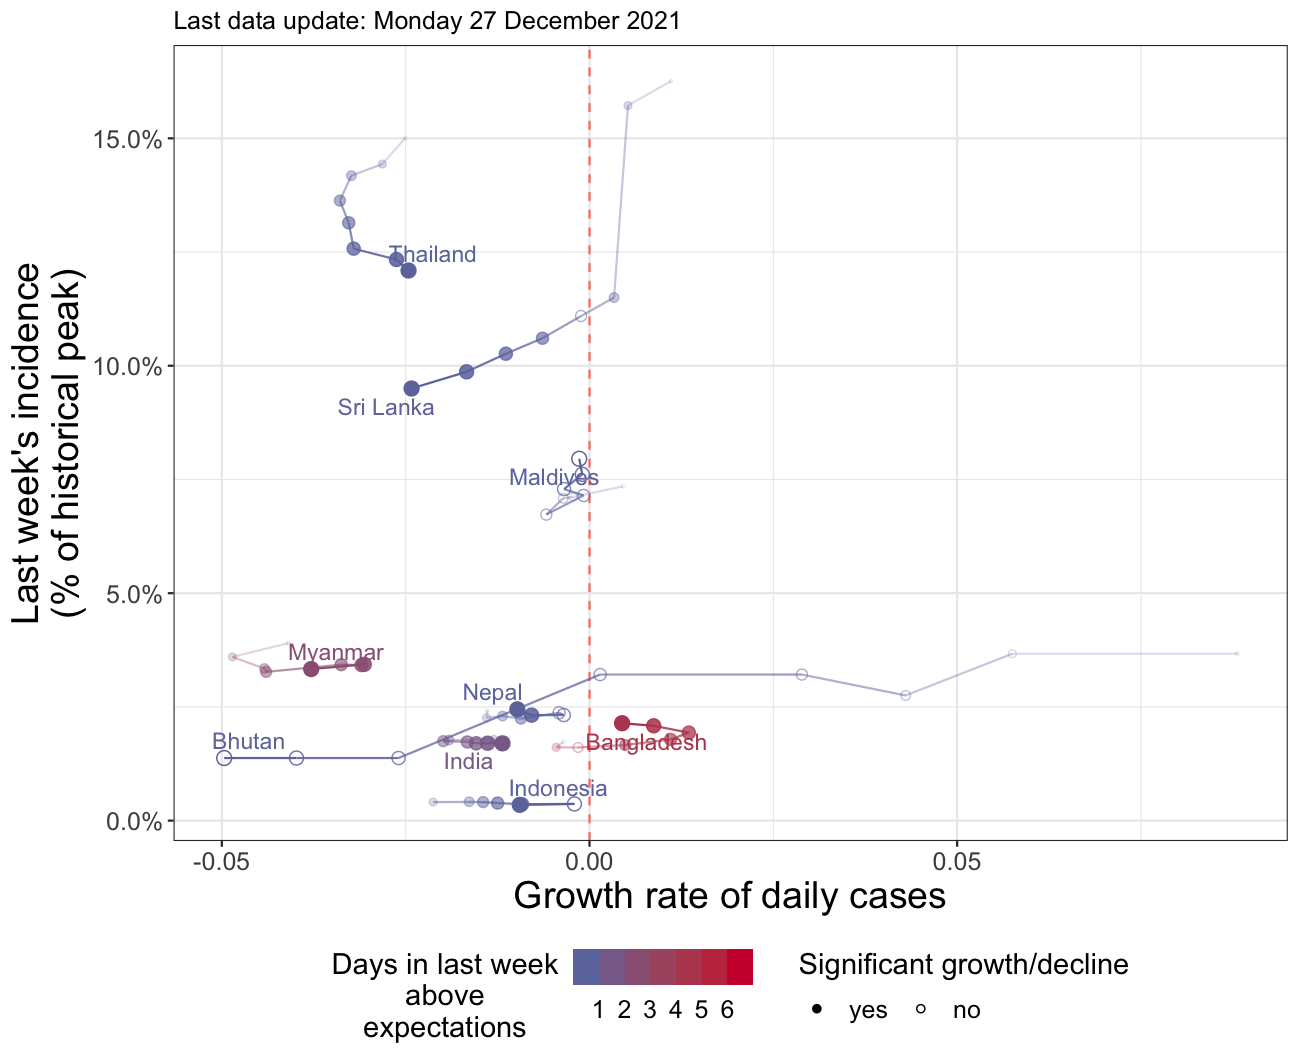 Last data update: Monday 27 December 2021
Last week's incidence
(% of historical peak)
15.0%
10.0%
5.0%
0.0%
Thailand
Sri Lanka
Maldives
Myanmar
Nepal
Bhutan
Bangladesh
India
Indonesia
-0.05
0.00
0.05
Growth rate of daily cases
Days in last week
above
expectations
1 2 3 4 5 6
Significant growth/decline
yes no